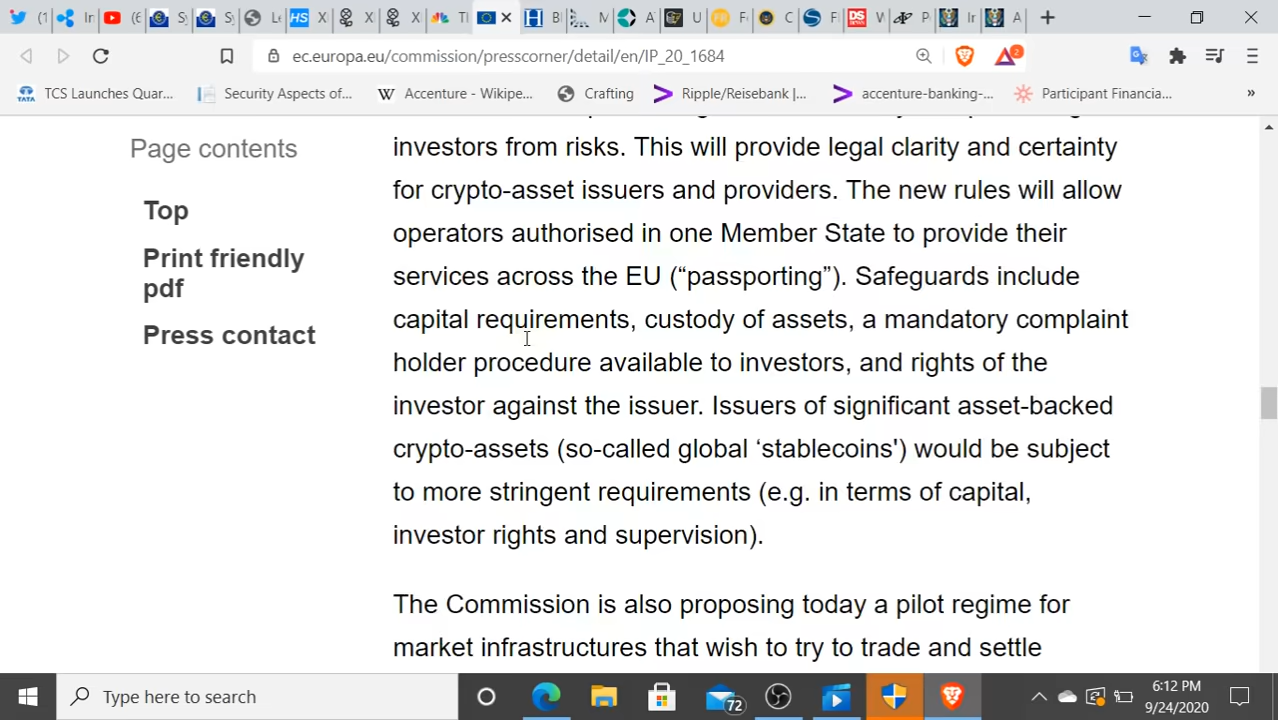 In
S
S
L
HS
X
X
X
T
B
M
A
U
F
C
S
F
DS
W
P
In
A
ec.europa.eu/commission/presscorner/detail/en/IP_20_1684
2
TATA
TCS Launches Quar...
Security Aspects of...
W
Accenture - Wikipe...
Crafting
Ripple/Reisebank |...
accenture-banking-...
Participant Financia...
»
Page contents
Top
Print friendly
pdf
Press contact
investors from risks. This will provide legal clarity and certainty
for crypto-asset issuers and providers. The new rules will allow
operators authorised in one Member State to provide their
services across the EU (“passporting”). Safeguards include
capital requirements, custody of assets, a mandatory complaint
holder procedure available to investors, and rights of the
investor against the issuer. Issuers of significant asset-backed
crypto-assets (so-called global ‘stablecoins') would be subject
to more stringent requirements (e.g. in terms of capital,
investor rights and supervision).
The Commission is also proposing today a pilot regime for
market infrastructures that wish to try to trade and settle
Type here to search
72
6:12 PM
9/24/2020